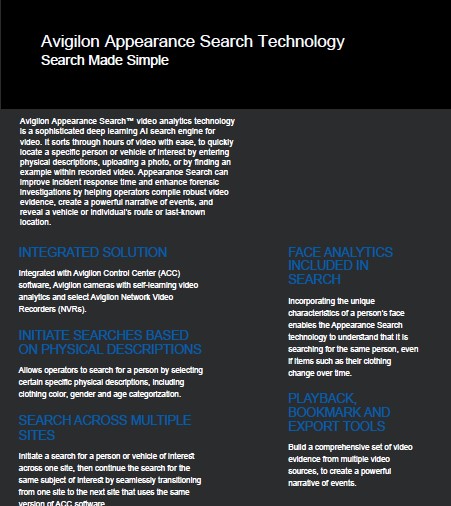 Avigilon Appearance Search Technology
Search Made Simple
Avigilon Appearance Search™ video analytics technology
is a sophisticated deep learning AI search engine for
video. It sorts through hours of video with ease, to quickly
locate a specific person or vehicle of interest by entering
physical descriptions, uploading a photo, or by finding an
example within recorded video. Appearance Search can
improve incident response time and enhance forensic
investigations by helping operators compile robust video
evidence, create a powerful narrative of events, and
reveal a vehicle or individual's route or last-known
location.
INTEGRATED SOLUTION
Integrated with Avigilon Control Center (ACC)
software, Avigilon cameras with self-learning video
analytics and select Avigilon Network Video
Recorders (NVRs).
INITIATE SEARCHES BASED
ON PHYSICAL DESCRIPTIONS
Allows operators to search for a person by selecting
certain specific physical descriptions, including
clothing color, gender and age categorization.
SEARCH ACROSS MULTIPLE
SITES
Initiate a search for a person or vehicle of interest
across one site, then continue the search for the
same subject of interest by seamlessly transitioning
from one site to the next site that uses the same
version of ACC software.
FACE ANALYTICS
INCLUDED IN
SEARCH
Incorporating the unique
characteristics of a person's face
enables the Appearance Search
technology to understand that it is
searching for the same person, even
if items such as their clothing
change over time.
PLAYBACK,
BOOKMARK AND
EXPORT TOOLS
Build a comprehensive set of video
evidence from multiple video
sources, to create a powerful
narrative of events.